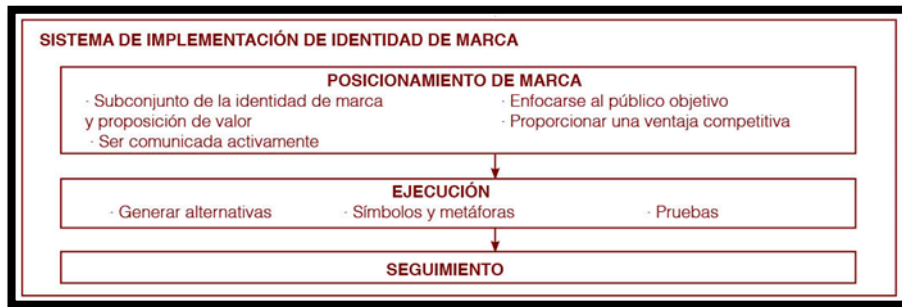 SISTEMA DE IMPLEMENTACIÓN DE IDENTIDAD DE MARCA
POSICIONAMIENTO DE MARCA
· Subconjunto de la identidad de marca
y proposición de valor
· Ser comunicada activamente
· Enfocarse al público objetivo
· Proporcionar una ventaja competitiva
EJECUCIÓN
· Generar alternativas · Símbolos y metáforas · Pruebas
SEGUIMIENTO